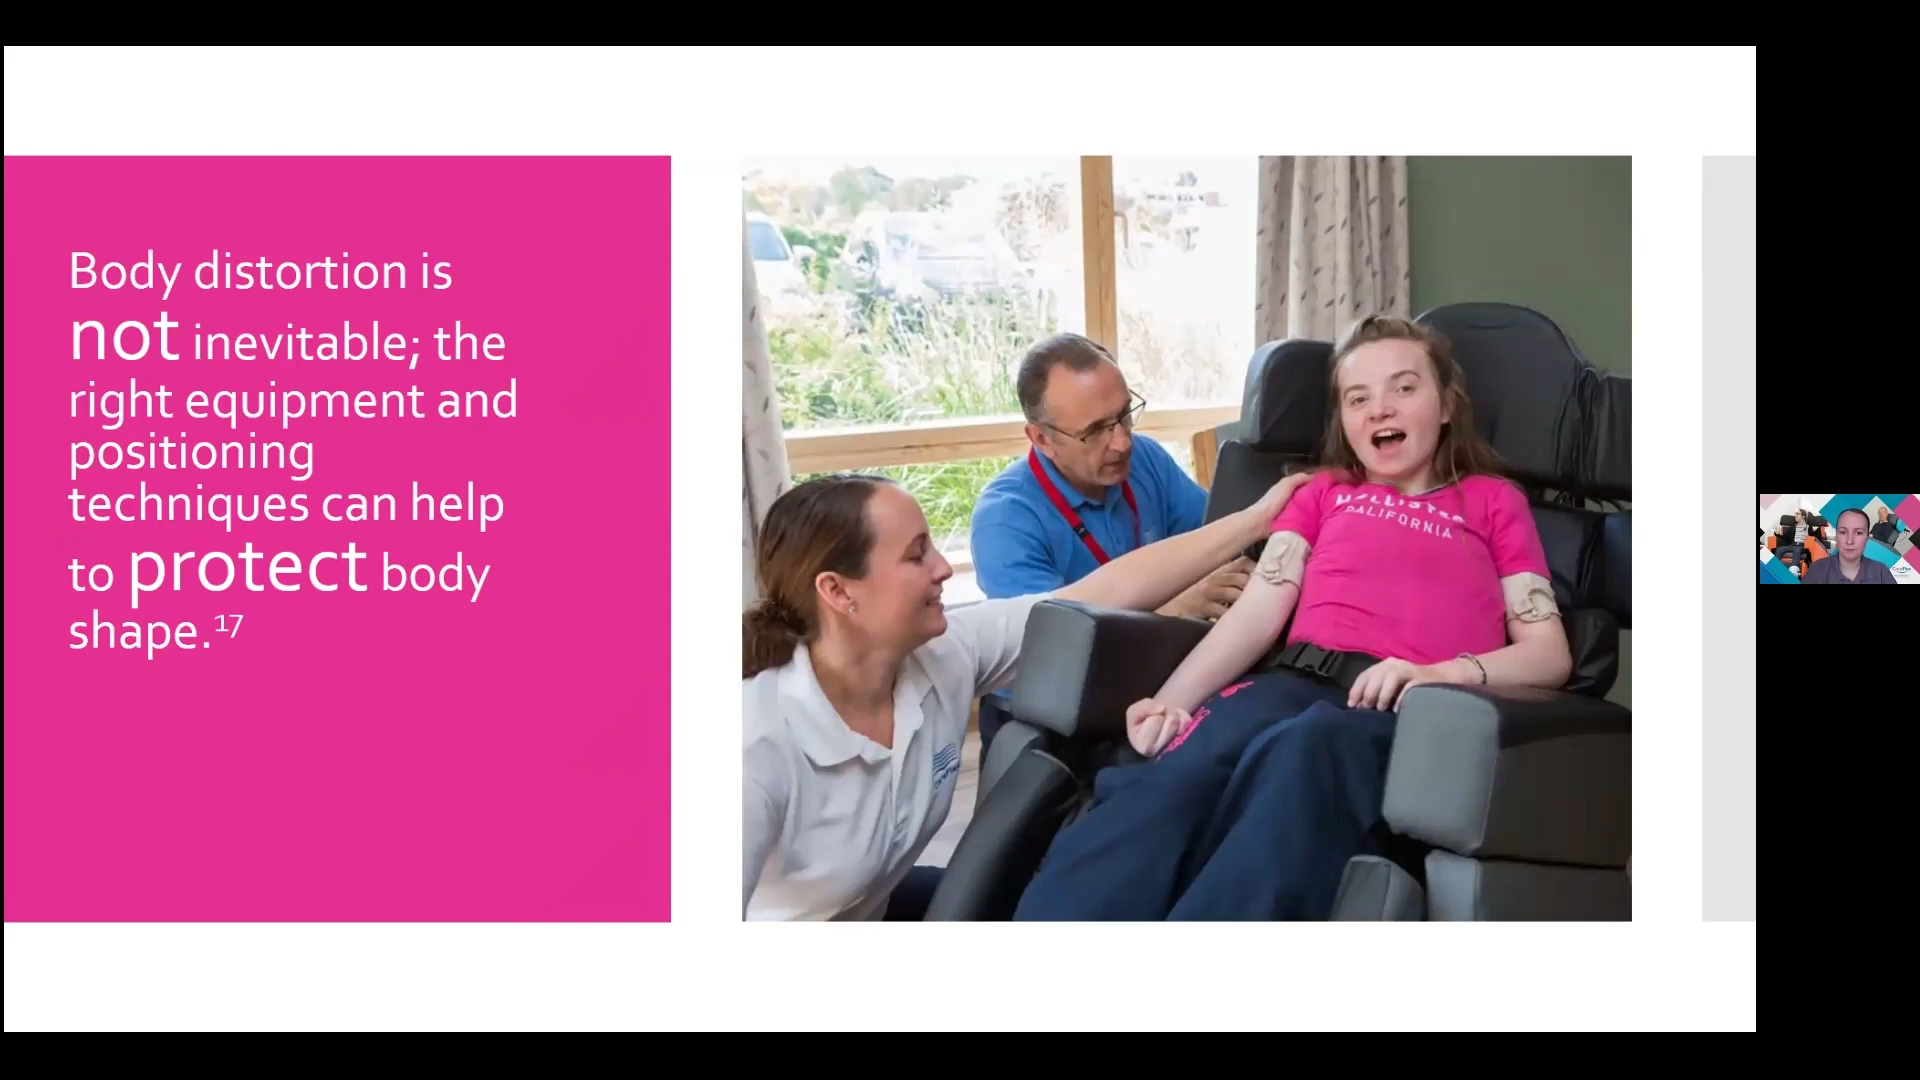 Body distortion is
not inevitable; the
right equipment and
positioning
techniques can help
to protect body
shape.¹⁷
HOLLISTER
CALIFORNIA